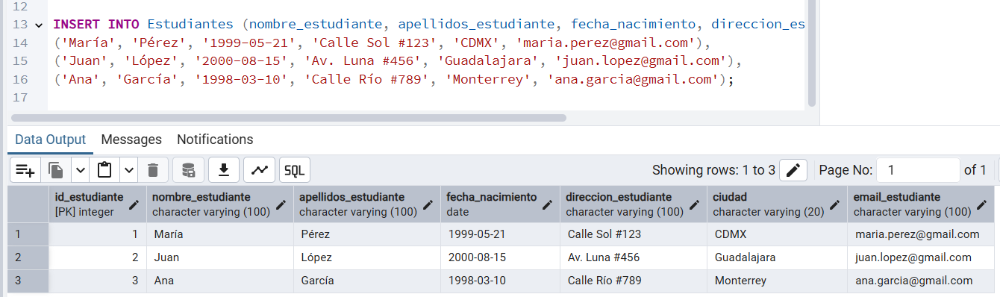 12
13 INSERT INTO Estudiantes (nombre_estudiante, apellidos_estudiante, fecha_nacimiento, direccion_es
14 ('María', 'Pérez', '1999-05-21', 'Calle Sol #123', 'CDMX', 'maria.perez@gmail.com'),
15 ('Juan', 'López', '2000-08-15', 'Av. Luna #456', 'Guadalajara', 'juan.lopez@gmail.com'),
16 ('Ana', 'García', '1998-03-10', 'Calle Río #789', 'Monterrey', 'ana.garcia@gmail.com');
17
Data Output Messages Notifications
SQL Showing rows: 1 to 3 Page No: 1 of 1
id_estudiante nombre_estudiante apellidos_estudiante fecha_nacimiento direccion_estudiante ciudad email_estudiante
[PK] integer character varying (100) character varying (100) date character varying (100) character varying (20) character varying (100)
1 1 María Pérez 1999-05-21 Calle Sol #123 CDMX maria.perez@gmail.com
2 2 Juan López 2000-08-15 Av. Luna #456 Guadalajara juan.lopez@gmail.com
3 3 Ana García 1998-03-10 Calle Río #789 Monterrey ana.garcia@gmail.com